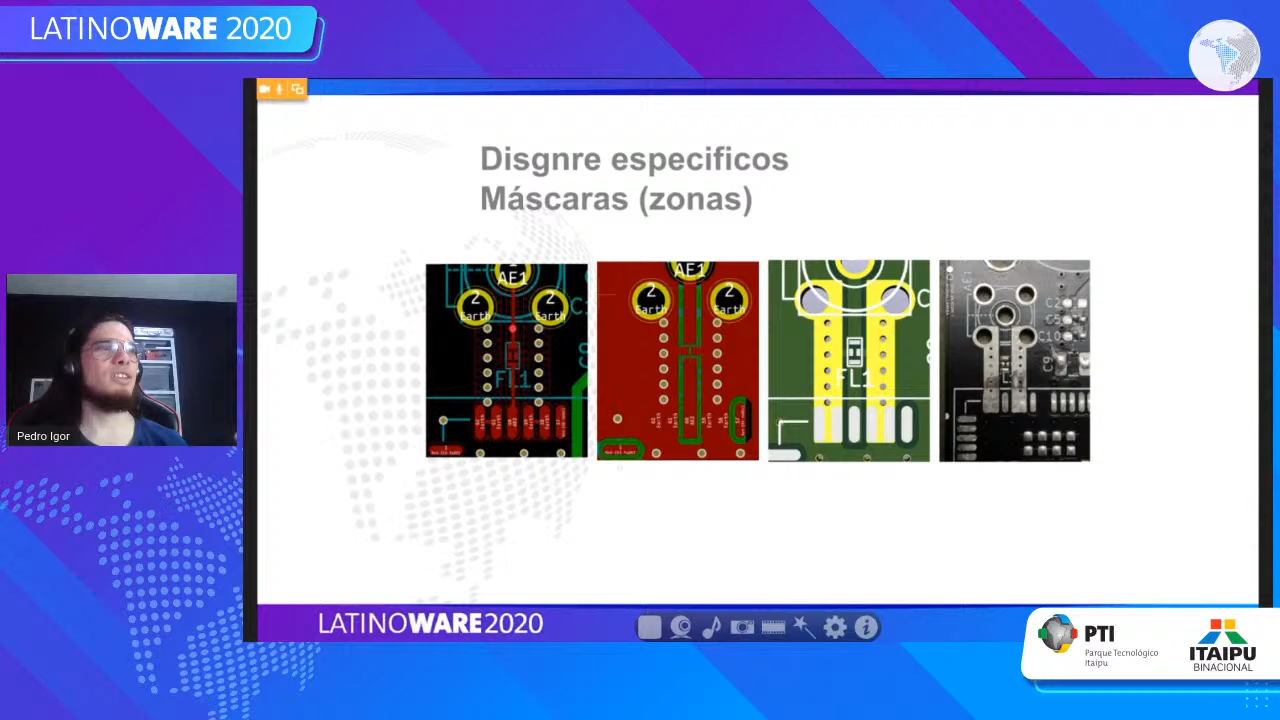 LATINOWARE 2020
Disgnre especificos
Máscaras (zonas)
AE1
2
Earth
2
Earth
FL1
AE1
2
Earth
2
Earth
FL1
C2
C5
C10
C9
Pedro Igor
LATINOWARE2020
PTI
Parque Tecnológico
Itaipu
ITAIPU
BINACIONAL